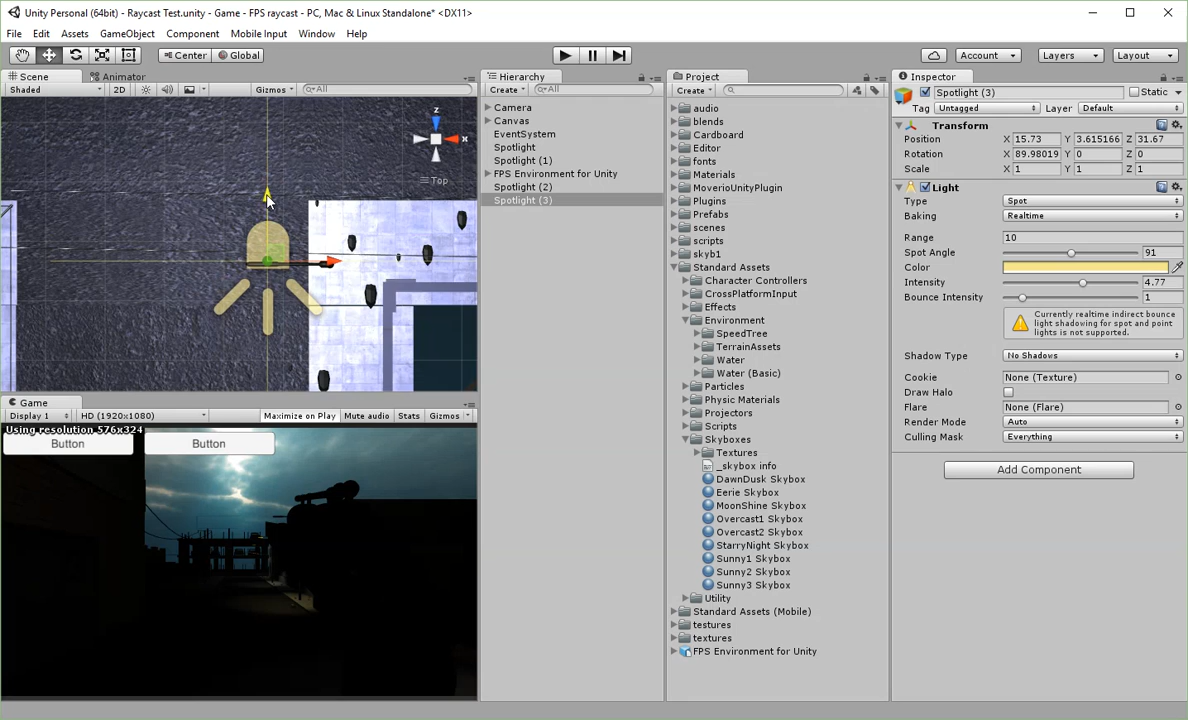 Unity Personal (64bit) - Raycast Test.unity - Game - FPS raycast - PC, Mac & Linux Standalone* <DX11>
File Edit Assets GameObject Component Mobile Input Window Help
Center Global Account Layers Layout
Scene Animator
Shaded 2D Gizmos All
z
x
Top
Game
Display 1 HD (1920x1080) Maximize on Play Mute audio Stats Gizmos
Using resolution 576x324
Button Button
Hierarchy
Create All
Camera
Canvas
EventSystem
Spotlight
Spotlight (1)
FPS Environment for Unity
Spotlight (2)
Spotlight (3)
Project
Create
audio
blends
Cardboard
Editor
fonts
Materials
MoverioUnityPlugin
Plugins
Prefabs
scenes
scripts
skyb1
Standard Assets
Character Controllers
CrossPlatformInput
Effects
Environment
SpeedTree
TerrainAssets
Water
Water (Basic)
Particles
Physic Materials
Projectors
Scripts
Skyboxes
Textures
_skybox info
DawnDusk Skybox
Eerie Skybox
MoonShine Skybox
Overcast1 Skybox
Overcast2 Skybox
StarryNight Skybox
Sunny1 Skybox
Sunny2 Skybox
Sunny3 Skybox
Utility
Standard Assets (Mobile)
testures
textures
FPS Environment for Unity
Inspector
Spotlight (3) Static
Tag Untagged Layer Default
Transform
Position X 15.73 Y 3.615166 Z 31.67
Rotation X 89.98019 Y 0 Z 0
Scale X 1 Y 1 Z 1
Light
Type Spot
Baking Realtime
Range 10
Spot Angle 91
Color
Intensity 4.77
Bounce Intensity 1
Currently realtime indirect bounce
light shadowing for spot and point
lights is not supported.
Shadow Type No Shadows
Cookie None (Texture)
Draw Halo
Flare None (Flare)
Render Mode Auto
Culling Mask Everything
Add Component